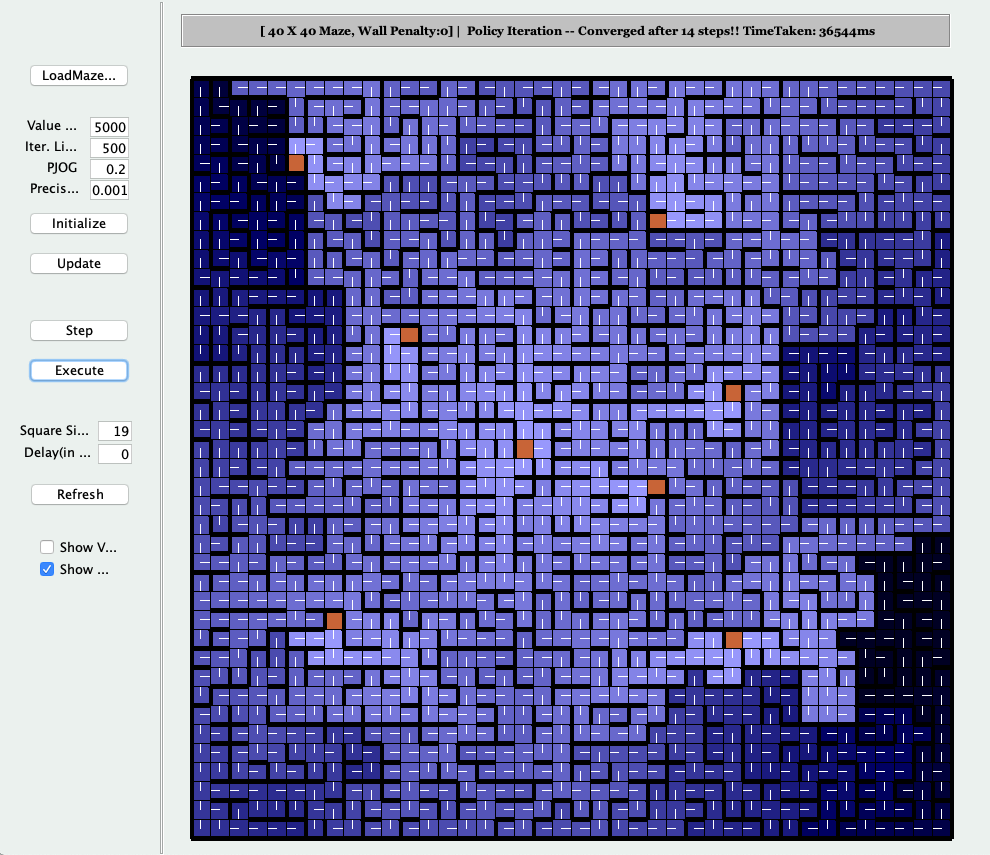 [ 40 X 40 Maze, Wall Penalty:0] | Policy Iteration -- Converged after 14 steps!! TimeTaken: 36544ms
LoadMaze...
Value ... 5000
Iter. Li... 500
PJOG 0.2
Precis... 0.001
Initialize
Update
Step
Execute
Square Si... 19
Delay(in ... 0
Refresh
Show V...
Show ...